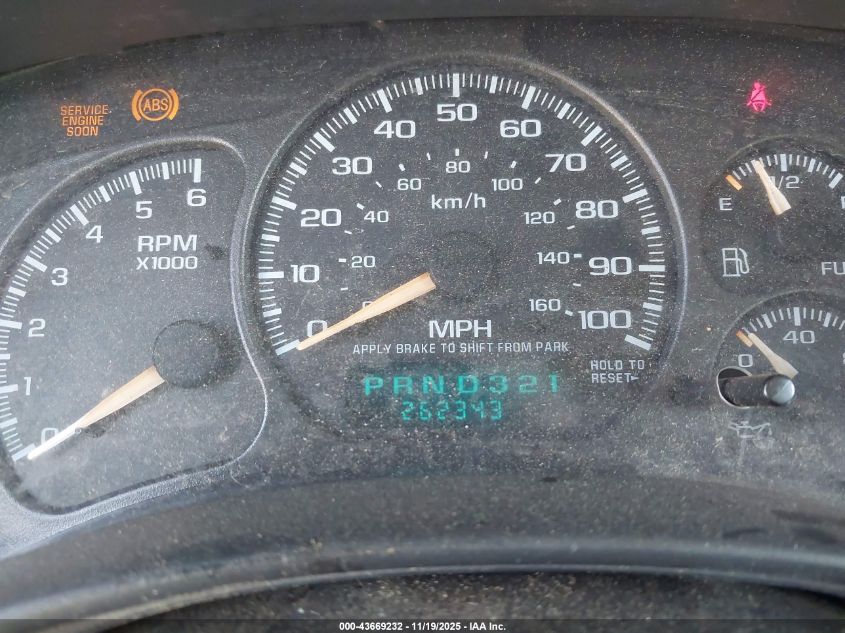 SERVICE
ENGINE
SOON
ABS
0 1 2 3 4 5 6
RPM
X1000
0 10 20 30 40 50 60 70 80 90 100
20 40 60 80 100 120 140 160
km/h
MPH
APPLY BRAKE TO SHIFT FROM PARK
HOLD TO
RESET
PRND321
262343
E 1/2
FU
0 40
000-43669232 - 11/19/2025 - IAA Inc.